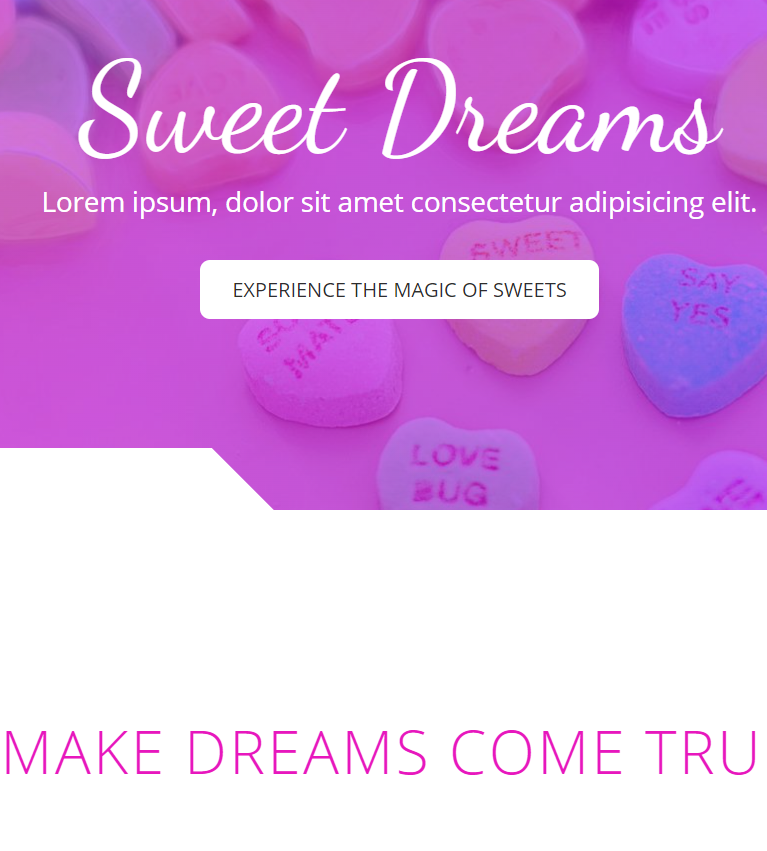 Sweet Dreams
Lorem ipsum, dolor sit amet consectetur adipisicing elit.
SWEET
EXPERIENCE THE MAGIC OF SWEETS
SAY
YES
LOVE
BUG
MAKE DREAMS COME TRU